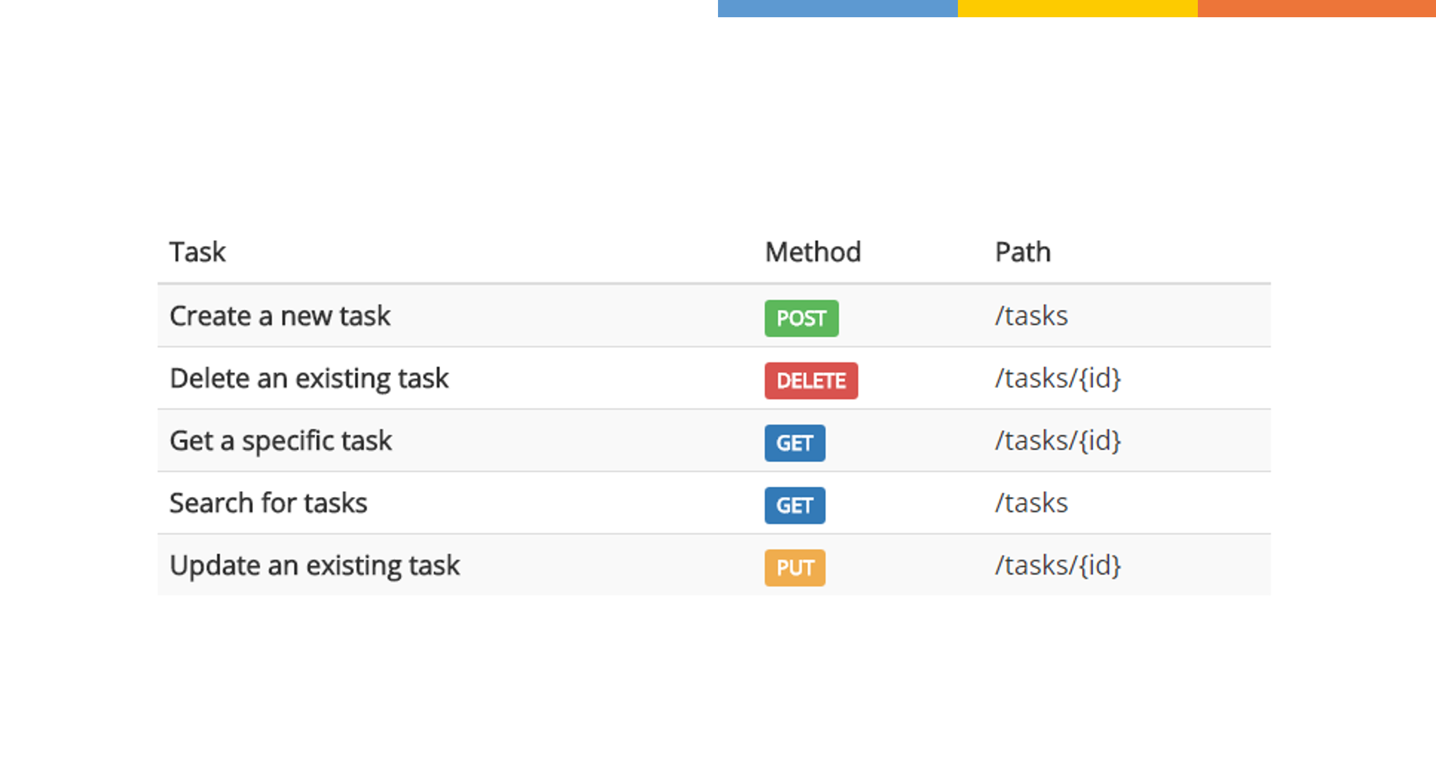 Task Method Path
Create a new task POST /tasks
Delete an existing task DELETE /tasks/{id}
Get a specific task GET /tasks/{id}
Search for tasks GET /tasks
Update an existing task PUT /tasks/{id}